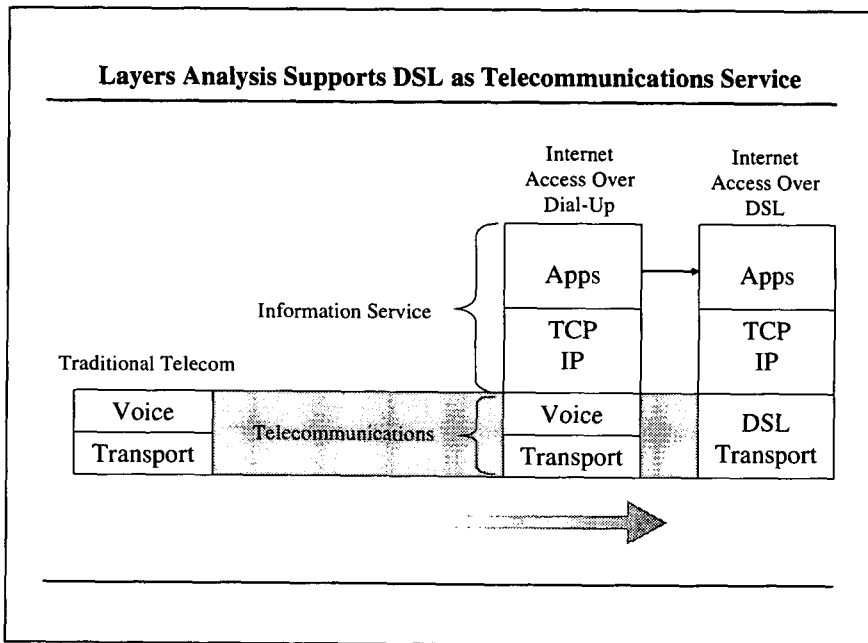 Layers Analysis Supports DSL as Telecommunications Service
Internet
Access Over
Dial-Up
Internet
Access Over
DSL
Apps
Apps
Information Service
TCP
IP
TCP
IP
Traditional Telecom
Voice
Transport
Telecommunications
Voice
Transport
DSL
Transport